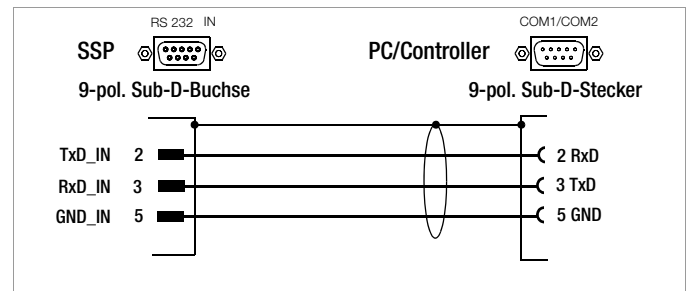 RS 232 IN
COM1/COM2
SSP
PC/Controller
9-pol. Sub-D-Buchse
9-pol. Sub-D-Stecker
TxD_IN 2
2 RxD
RxD_IN 3
3 TxD
GND_IN 5
5 GND